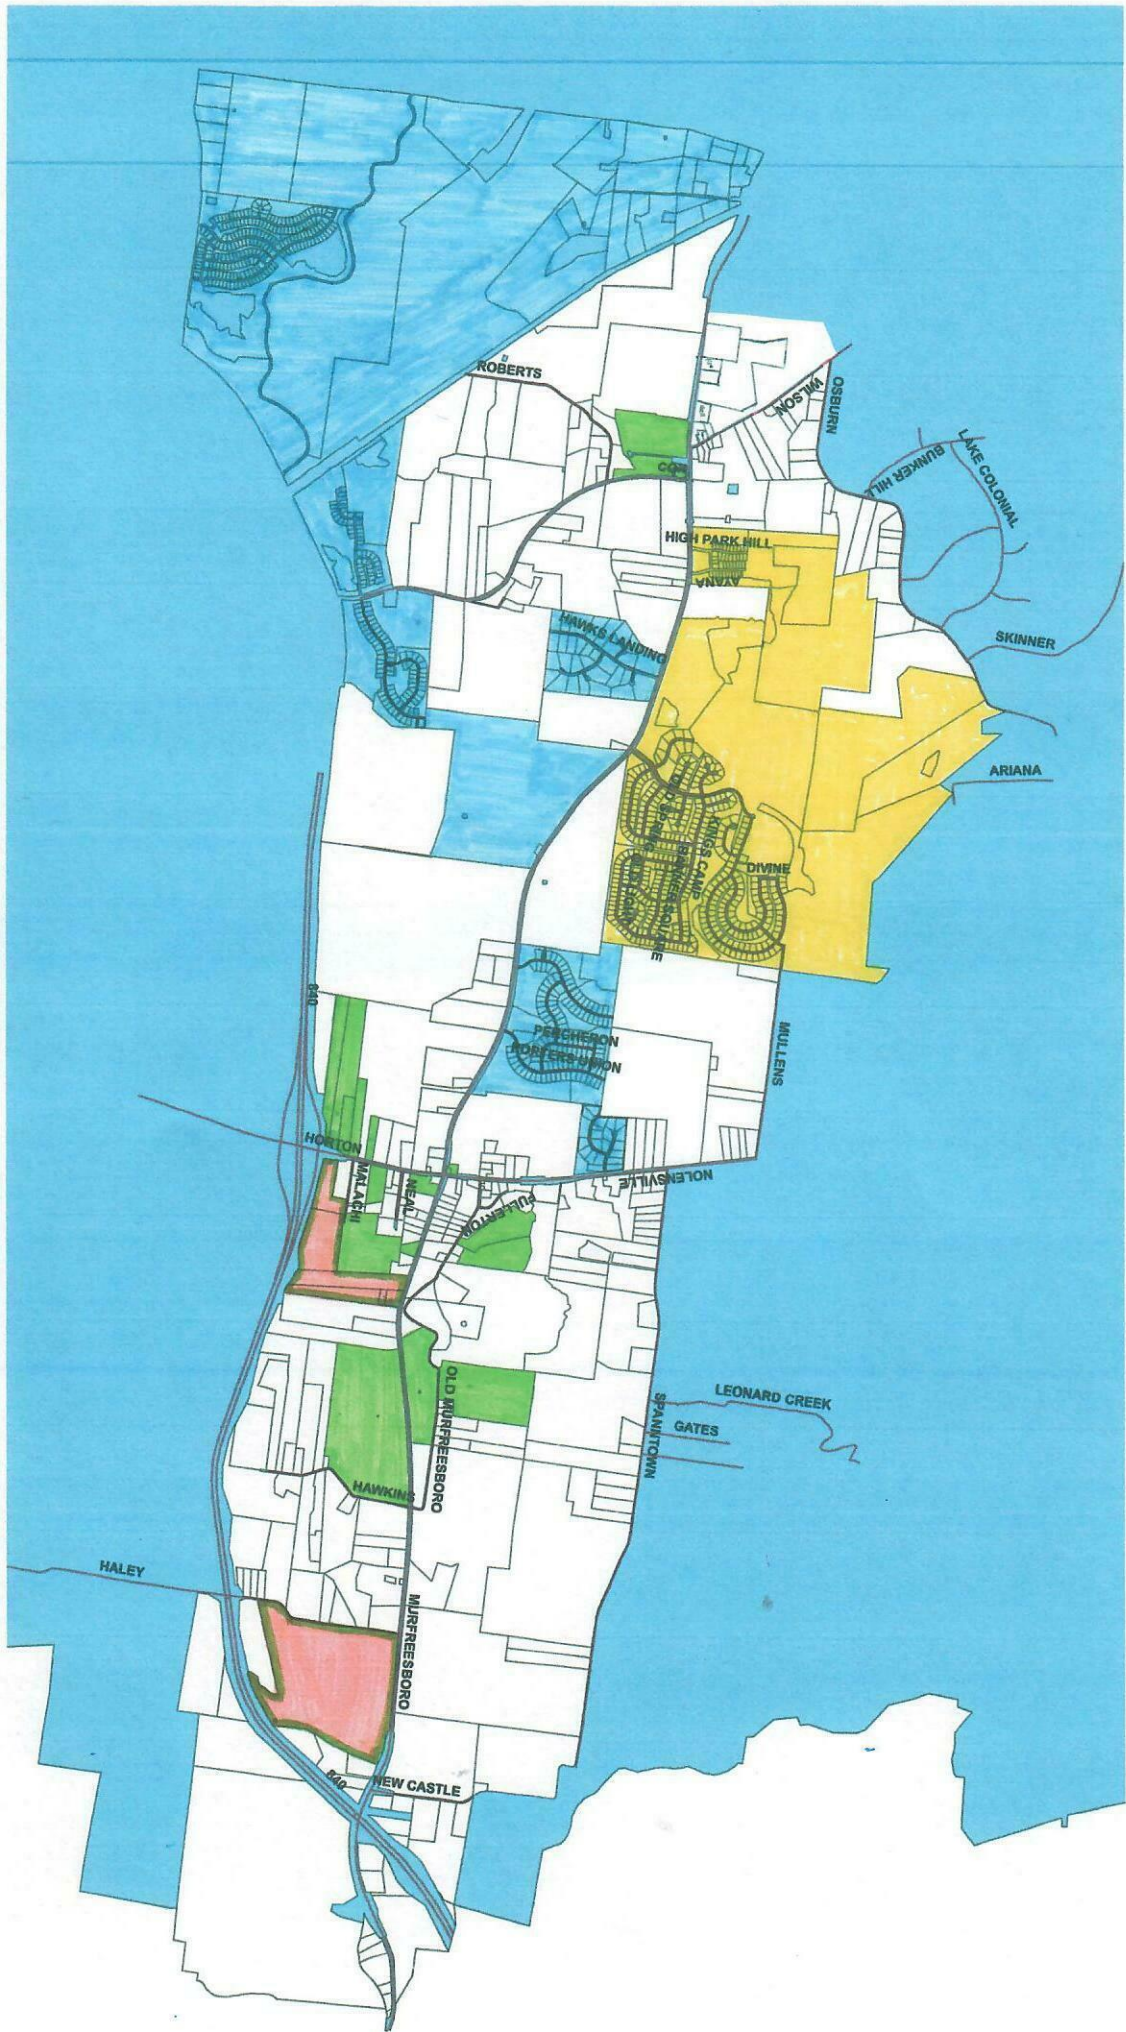 ROBERTS
WILSON
OSBURN
LAKE COLONIAL
BUNKER HILL
COX
HIGH PARK HILL
AYANA
HAWKS LANDING
SKINNER
ARIANA
KINGS CAMP
DIVINE
840
PERCHERON
PORTERS UNION
MULLENS
HORTON
MALACHI
NEAL
NOLENSVILLE
FULLERTON
OLD MURFREESBORO
LEONARD CREEK
GATES
SPANNTOWN
HAWKINS
HALEY
MURFREESBORO
840
NEW CASTLE